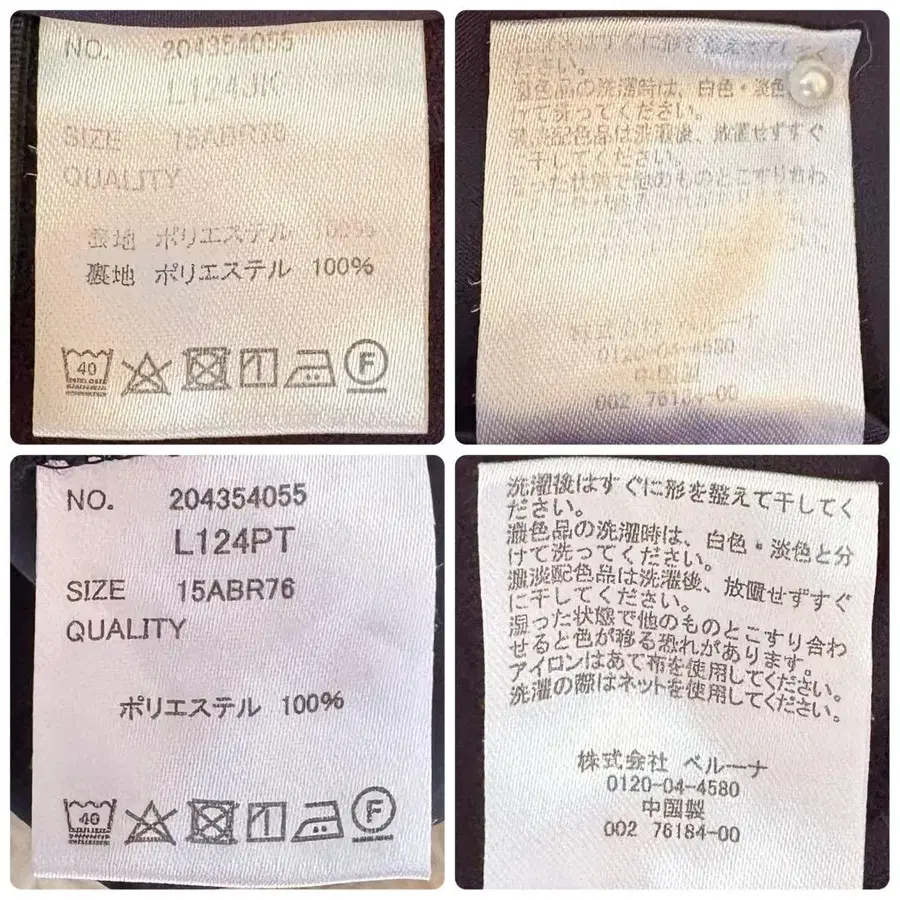 NO. 204354055
L124JK
SIZE 15ABR76
QUALITY
表地 ポリエステル 100%
裏地 ポリエステル 100%
40
F
洗濯後はすぐに形を整えて干してく
ださい。
濃色品の洗濯時は、白色・淡色
けて洗ってください。
濃淡配色品は洗濯後、放置せずすぐ
に干してください。
湿った状態で他のものとこすり合わ
株式会社 ベルーナ
0120-04-4580
中国製
002 76184-00
NO. 204354055
L124PT
SIZE 15ABR76
QUALITY
ポリエステル 100%
40
F
洗濯後はすぐに形を整えて干してく
ださい。
濃色品の洗濯時は、白色・淡色と分
けて洗ってください。
濃淡配色品は洗濯後、放置せずすぐ
に干してください。
湿った状態で他のものとこすり合わ
せると色が移る恐れがあります。
アイロンはあて布を使用してください。
洗濯の際はネットを使用してください。
株式会社 ベルーナ
0120-04-4580
中国製
002 76184-00